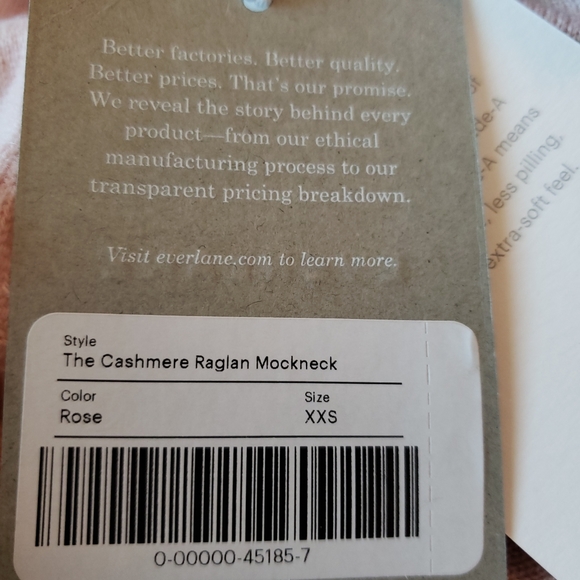 Better factories. Better quality.
Better prices. That's our promise.
We reveal the story behind every
product—from our ethical
manufacturing process to our
transparent pricing breakdown.
Visit everlane.com to learn more.
Style
The Cashmere Raglan Mockneck
Color
Rose
Size
XXS
0-00000-45185-7
de-A
-A means
, less pilling,
extra-soft feel.